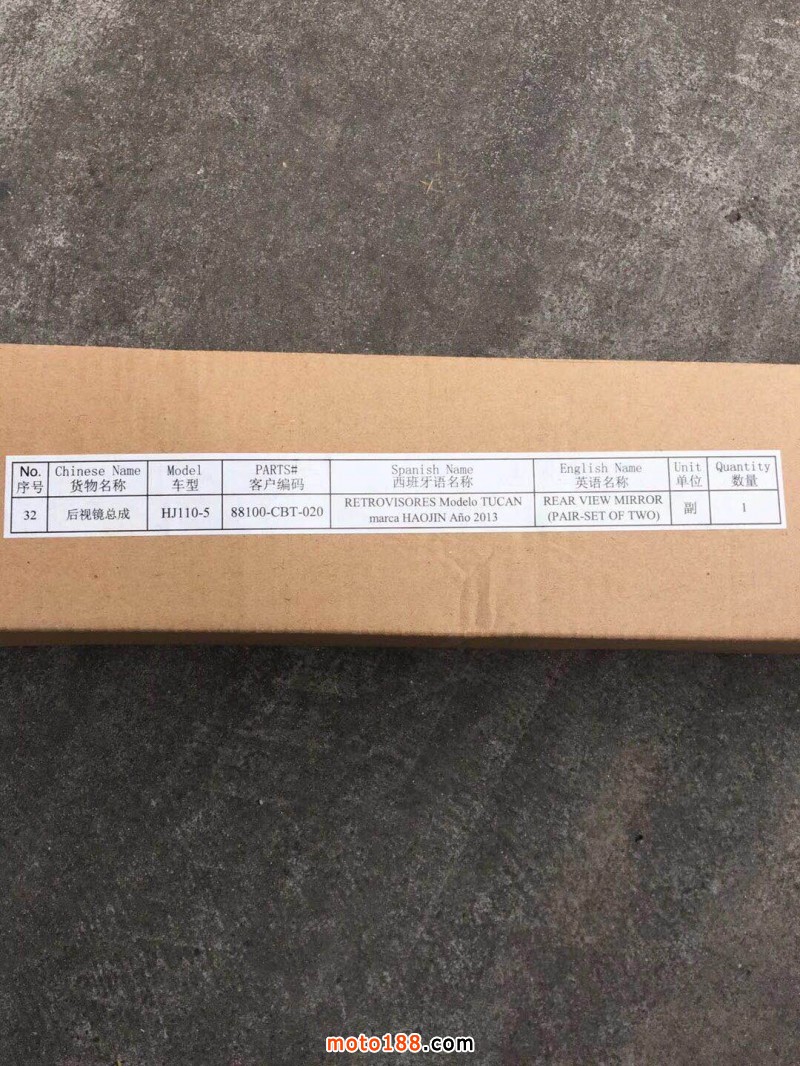 No. Chinese Name Model PARTS# Spanish Name English Name Unit Quantity
序号 货物名称 车型 客户编码 西班牙语名称 英语名称 单位 数量
32 后视镜总成 HJ110-5 88100-CBT-020 RETROVISORES Modelo TUCAN marca HAOJIN Año 2013 REAR VIEW MIRROR (PAIR-SET OF TWO) 副 1
moto188.com